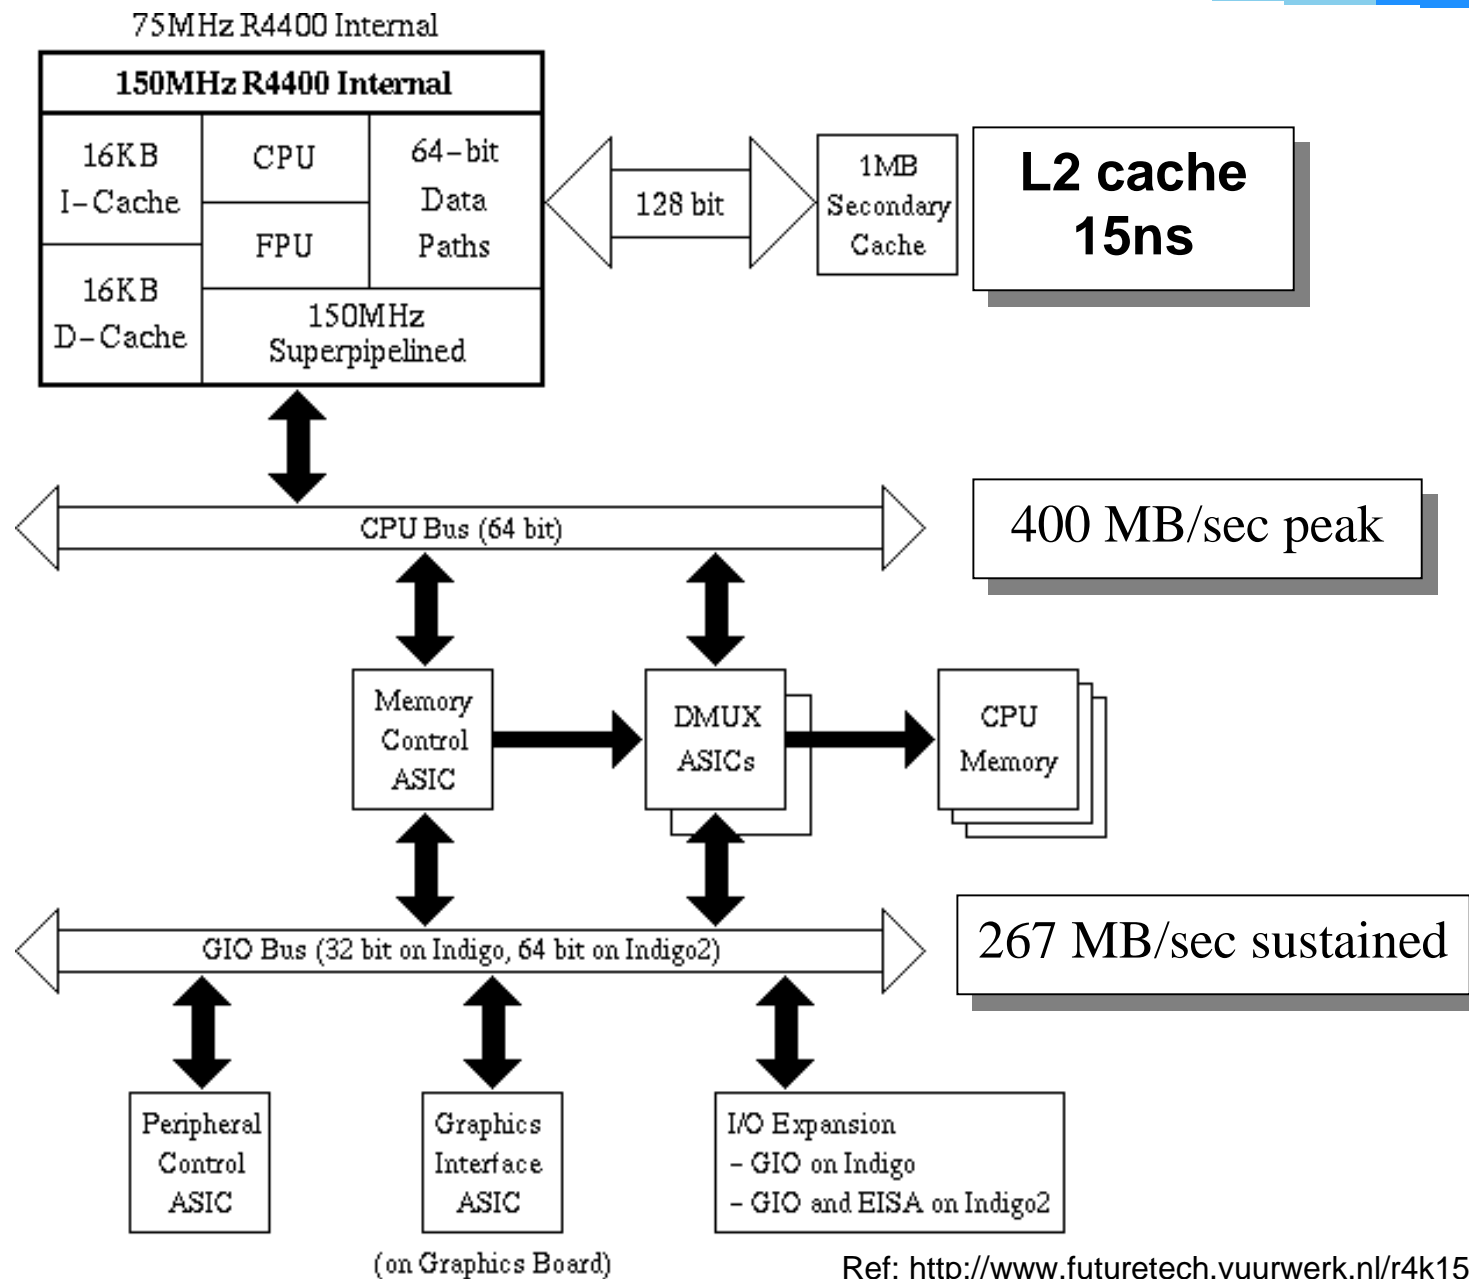 75MHz R4400 Internal
150MHz R4400 Internal
16KB
I-Cache
CPU
64-bit
Data
Paths
FPU
16KB
D-Cache
150MHz
Superpipelined
128 bit
1MB
Secondary
Cache
L2 cache
15ns
CPU Bus (64 bit)
400 MB/sec peak
Memory
Control
ASIC
DMUX
ASICs
CPU
Memory
GIO Bus (32 bit on Indigo, 64 bit on Indigo2)
267 MB/sec sustained
Peripheral
Control
ASIC
Graphics
Interface
ASIC
(on Graphics Board)
I/O Expansion
- GIO on Indigo
- GIO and EISA on Indigo2
Ref: http://www.futuretech.vuurwerk.nl/r4k15